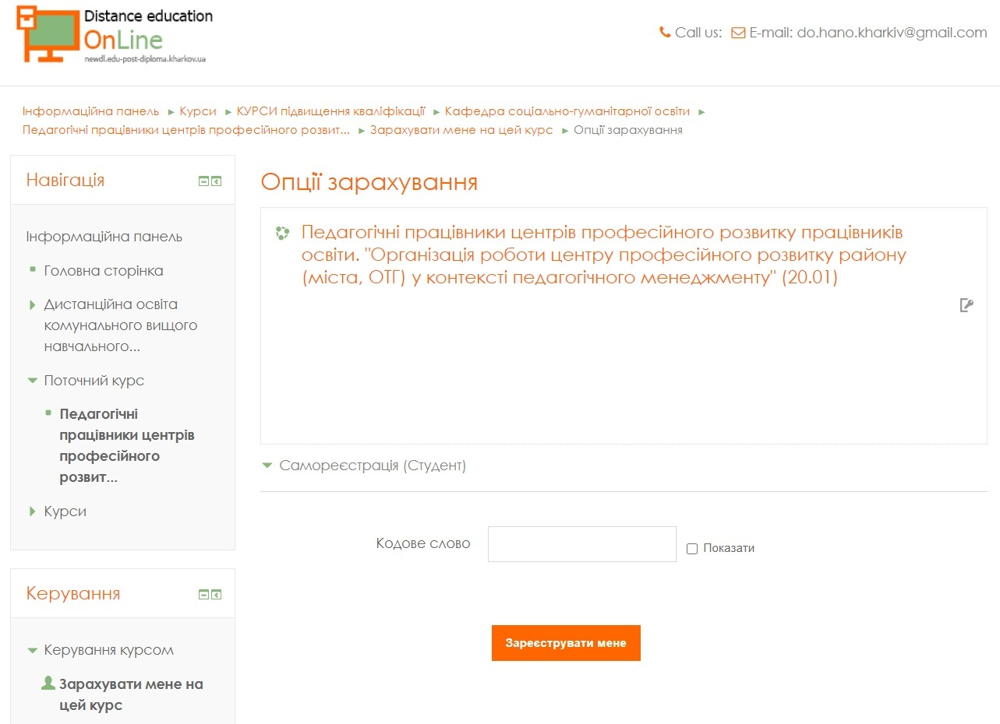 Distance education
OnLine
newdl.edu-post-diploma.kharkov.ua
Call us: E-mail: do.hano.kharkiv@gmail.com
Інформаційна панель ► Курси ► КУРСИ підвищення кваліфікації ► Кафедра соціально-гуманітарної освіти ►
Педагогічні працівники центрів професійного розвит... ► Зарахувати мене на цей курс ► Опції зарахування
Навігація
Інформаційна панель
Головна сторінка
Дистанційна освіта
комунального вищого
навчального...
Поточний курс
Педагогічні
працівники центрів
професійного
розвит...
Курси
Керування
Керування курсом
Зарахувати мене на
цей курс
Опції зарахування
Педагогічні працівники центрів професійного розвитку працівників
освіти. "Організація роботи центру професійного розвитку району
(міста, ОТГ) у контексті педагогічного менеджменту" (20.01)
Самореєстрація (Студент)
Кодове слово
Показати
Зареєструвати мене